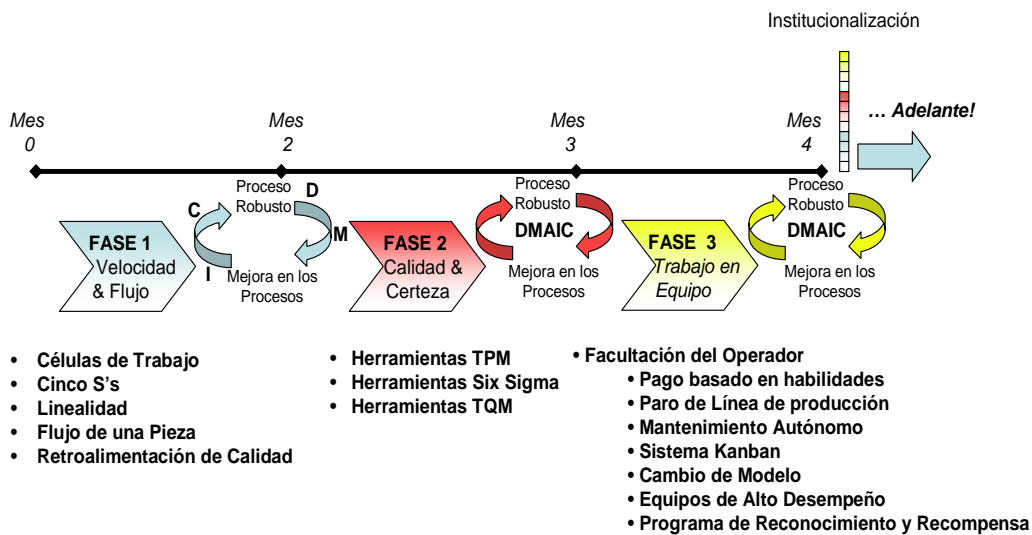 Institucionalización
Mes
0
Mes
2
Mes
3
Mes
4
… Adelante!
FASE 1
Velocidad
& Flujo
C
D
M
I
Proceso
Robusto
Mejora en los
Procesos
FASE 2
Calidad &
Certeza
Proceso
Robusto
DMAIC
Mejora en los
Procesos
FASE 3
Trabajo en
Equipo
Proceso
Robusto
DMAIC
Mejora en los
Procesos
• Células de Trabajo
• Cinco S's
• Linealidad
• Flujo de una Pieza
• Retroalimentación de Calidad
• Herramientas TPM
• Herramientas Six Sigma
• Herramientas TQM
• Facultación del Operador
• Pago basado en habilidades
• Paro de Línea de producción
• Mantenimiento Autónomo
• Sistema Kanban
• Cambio de Modelo
• Equipos de Alto Desempeño
• Programa de Reconocimiento y Recompensa